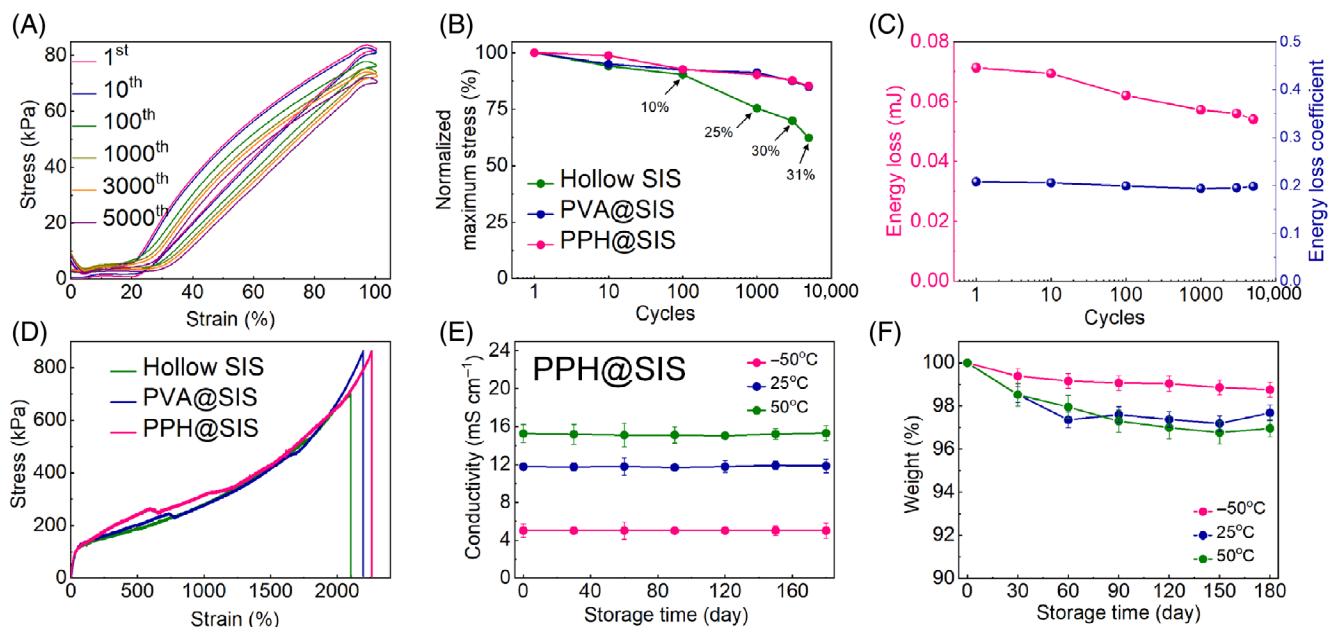 (A)
1st
10th
100th
1000th
3000th
5000th
Stress (kPa)
80
60
40
20
0
0 20 40 60 80 100
Strain (%)
(B)
Normalized
maximum stress (%)
100
75
50
25
0
10%
25%
30%
31%
Hollow SIS
PVA@SIS
PPH@SIS
1 10 100 1000 10,000
Cycles
(C)
Energy loss (mJ)
0.08
0.06
0.04
0.02
0.00
Energy loss coefficient
0.5
0.4
0.3
0.2
0.1
0.0
1 10 100 1000 10,000
Cycles
(D)
Stress (kPa)
800
600
400
200
0
Hollow SIS
PVA@SIS
PPH@SIS
0 500 1000 1500 2000
Strain (%)
(E)
PPH@SIS
−50°C
25°C
50°C
Conductivity (mS cm⁻¹)
24
20
16
12
8
4
0
0 40 80 120 160
Storage time (day)
(F)
Weight (%)
100
98
96
94
92
90
−50°C
25°C
50°C
0 30 60 90 120 150 180
Storage time (day)